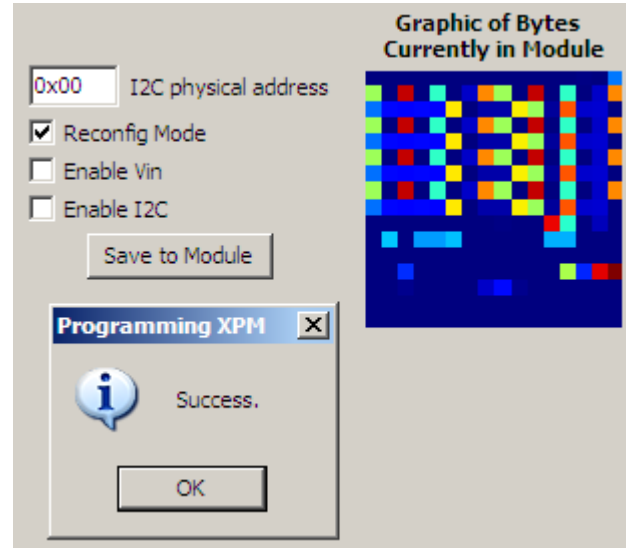 Graphic of Bytes
Currently in Module
0x00 I2C physical address
Reconfig Mode
Enable Vin
Enable I2C
Save to Module
Programming XPM
Success.
OK